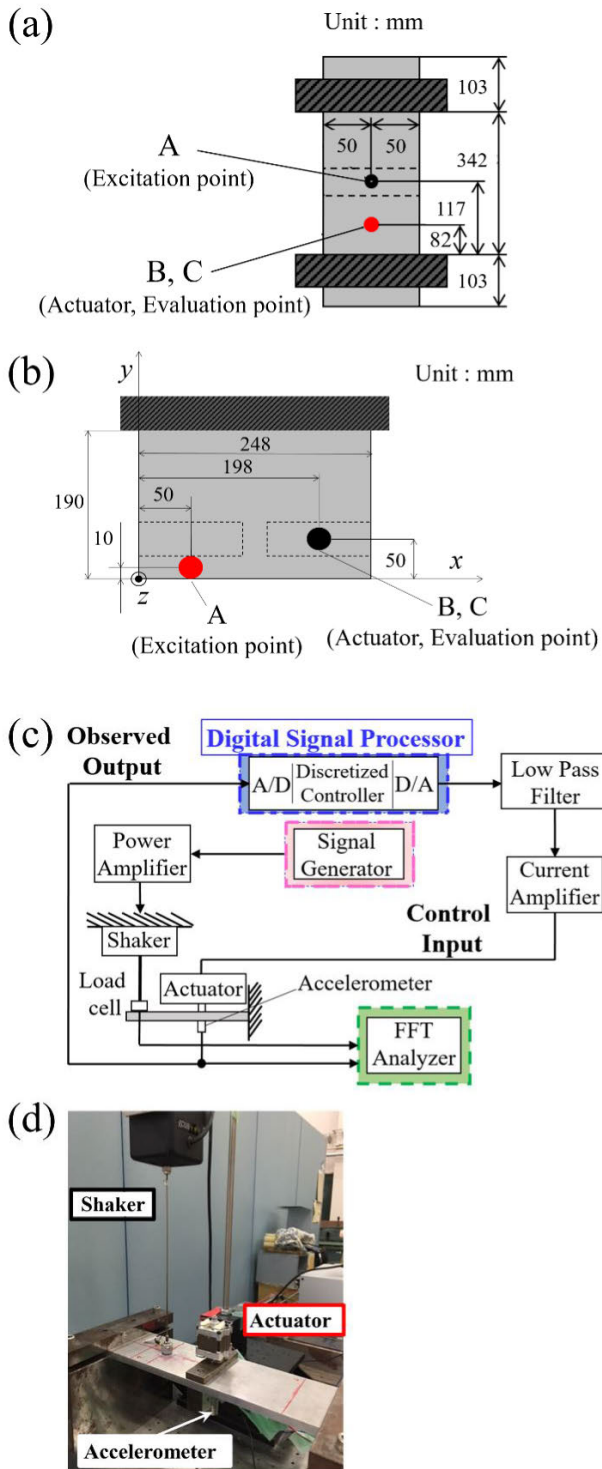 (a)
Unit : mm
103
50
50
A
(Excitation point)
342
117
82
B, C
(Actuator, Evaluation point)
103
(b)
y
Unit : mm
248
198
190
50
10
50
x
z
A
(Excitation point)
B, C
(Actuator, Evaluation point)
(c)
Observed
Output
Digital Signal Processor
A/D
Discretized
Controller
D/A
Low Pass
Filter
Power
Amplifier
Signal
Generator
Current
Amplifier
Control
Input
Shaker
Load
cell
Actuator
Accelerometer
FFT
Analyzer
(d)
Shaker
Actuator
Accelerometer